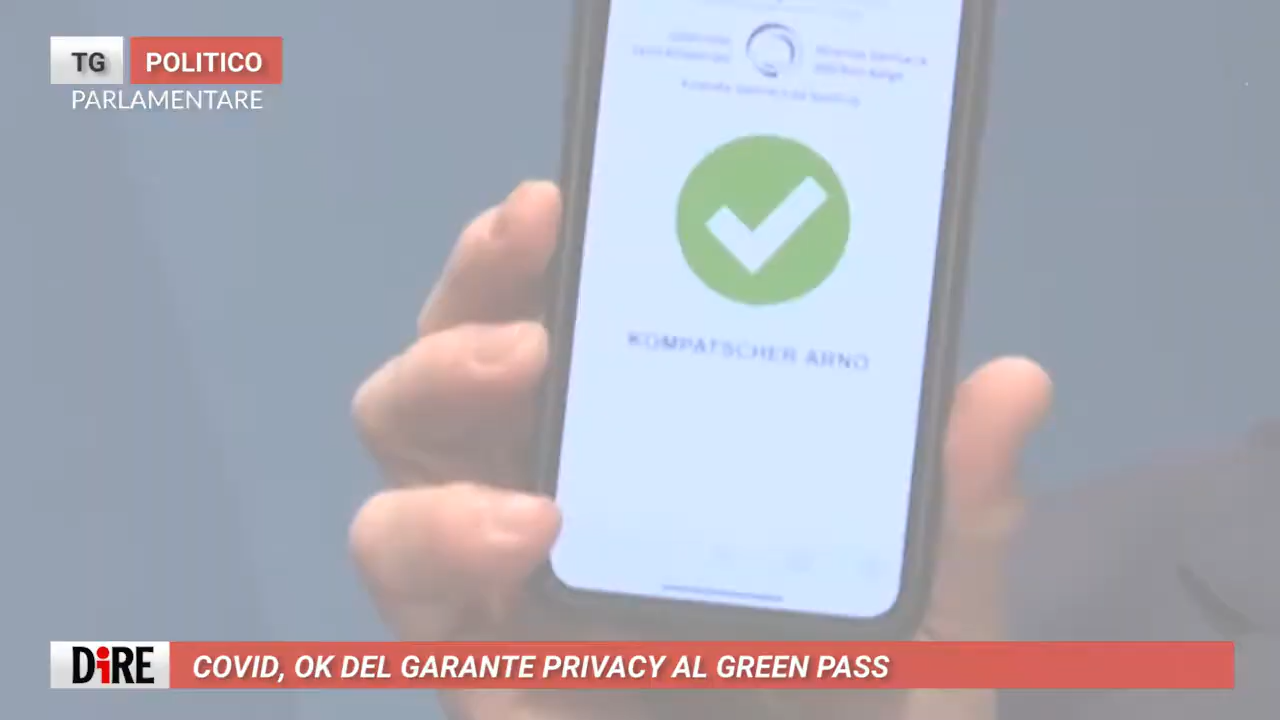 TG POLITICO
PARLAMENTARE
KOMPATSCHER ARNO
DiRE COVID, OK DEL GARANTE PRIVACY AL GREEN PASS